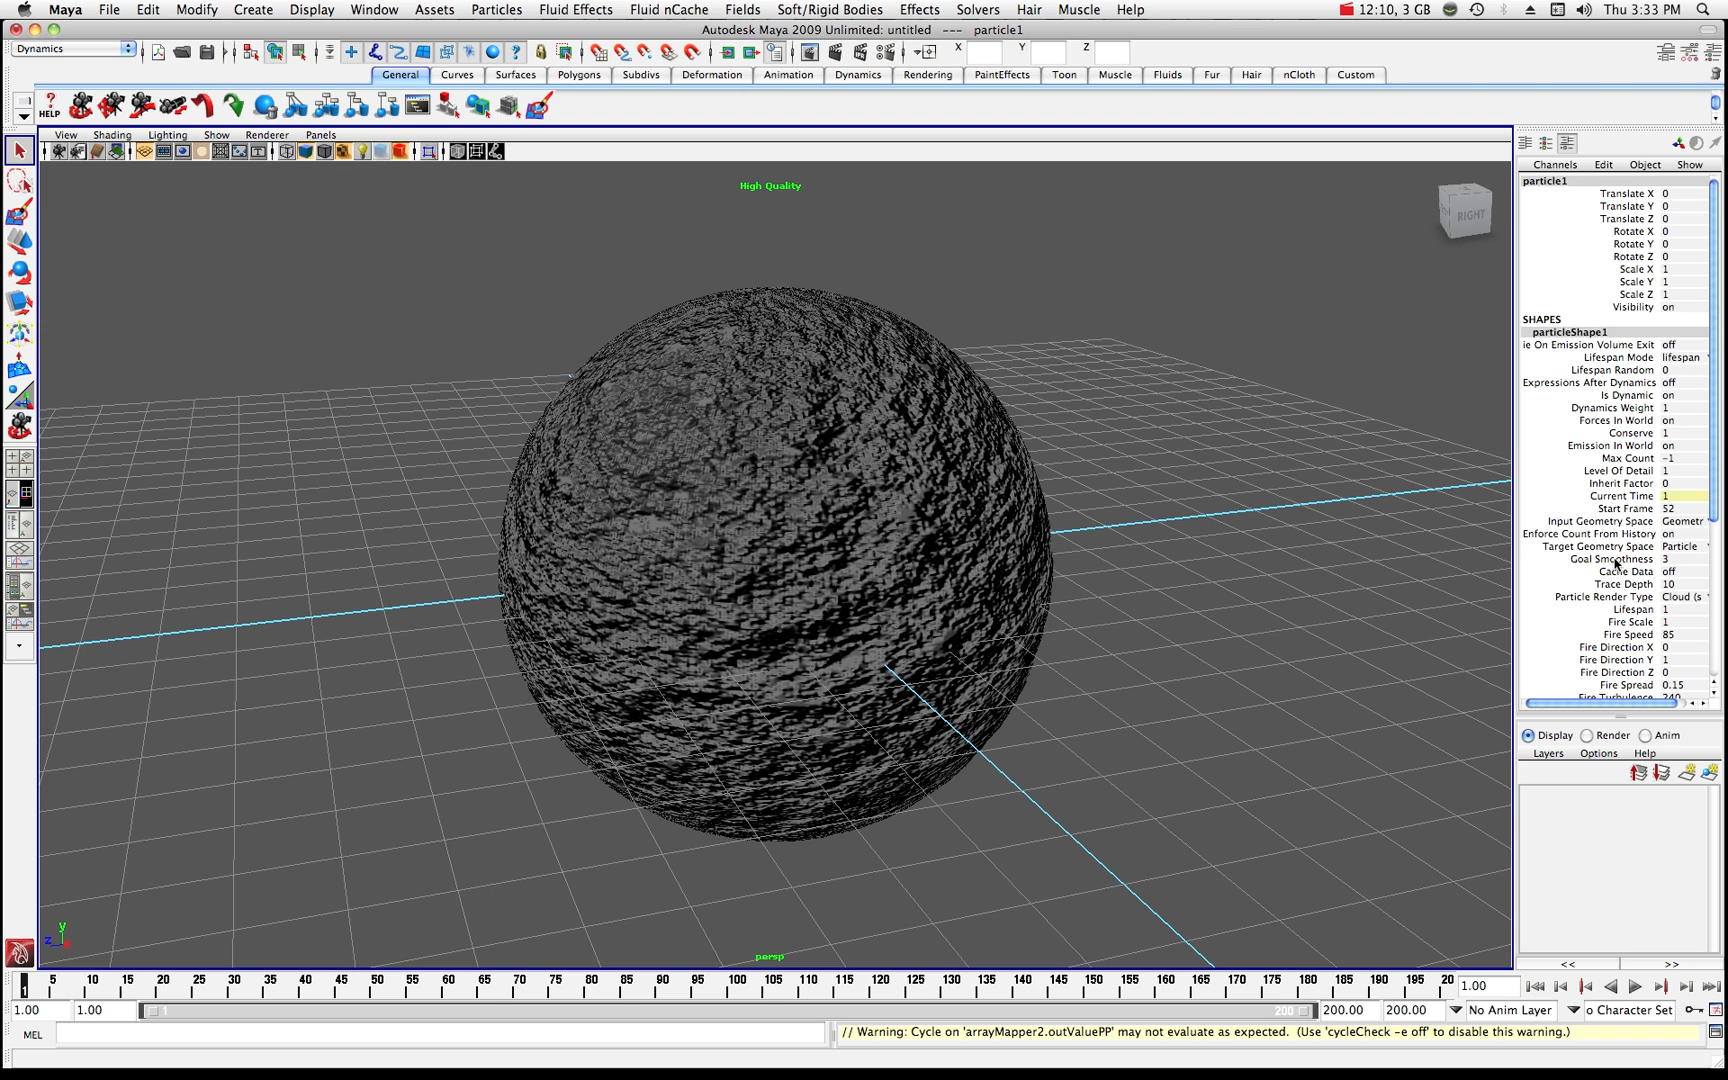 Maya File Edit Modify Create Display Window Assets Particles Fluid Effects Fluid nCache Fields Soft/Rigid Bodies Effects Solvers Hair Muscle Help 12:10, 3 GB Thu 3:33 PM
Autodesk Maya 2009 Unlimited: untitled --- particle1
Dynamics X Y Z
General Curves Surfaces Polygons Subdivs Deformation Animation Dynamics Rendering PaintEffects Toon Muscle Fluids Fur Hair nCloth Custom
HELP
View Shading Lighting Show Renderer Panels
High Quality
RIGHT
Channels Edit Object Show
particle1
Translate X 0
Translate Y 0
Translate Z 0
Rotate X 0
Rotate Y 0
Rotate Z 0
Scale X 1
Scale Y 1
Scale Z 1
Visibility on
SHAPES
particleShape1
ie On Emission Volume Exit off
Lifespan Mode lifespan
Lifespan Random 0
Expressions After Dynamics off
Is Dynamic on
Dynamics Weight 1
Forces In World on
Conserve 1
Emission In World on
Max Count -1
Level Of Detail 1
Inherit Factor 0
Current Time 1
Start Frame 52
Input Geometry Space Geometr
Enforce Count From History on
Target Geometry Space Particle
Goal Smoothness 3
Cache Data off
Trace Depth 10
Particle Render Type Cloud (s
Lifespan 1
Fire Scale 1
Fire Speed 85
Fire Direction X 0
Fire Direction Y 1
Fire Direction Z 0
Fire Spread 0.15
Fire Turbulence 240
Display Render Anim
Layers Options Help
y
z
persp
<< >>
1 5 10 15 20 25 30 35 40 45 50 55 60 65 70 75 80 85 90 95 100 105 110 115 120 125 130 135 140 145 150 155 160 165 170 175 180 185 190 195 20 1.00
1.00 1.00 1 200 200.00 200.00 No Anim Layer o Character Set
MEL // Warning: Cycle on 'arrayMapper2.outValuePP' may not evaluate as expected. (Use 'cycleCheck -e off' to disable this warning.)